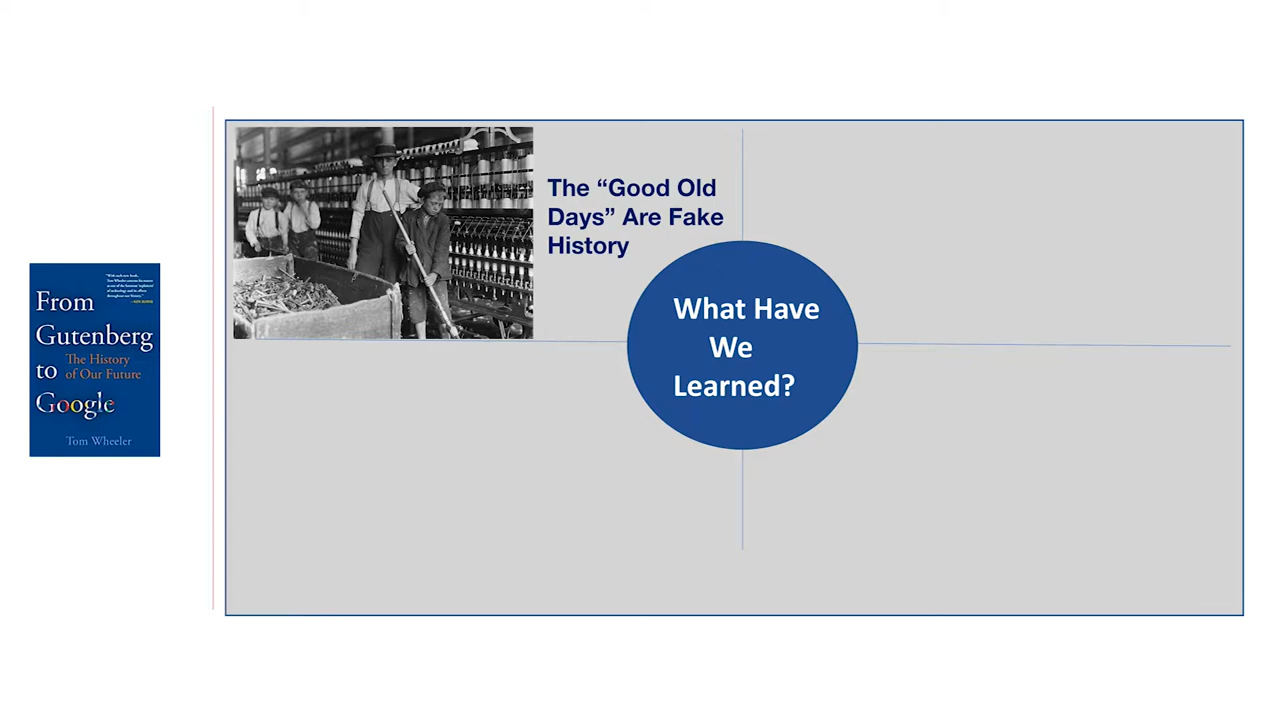 The “Good Old
Days” Are Fake
History
What Have
We
Learned?
From
Gutenberg
to
The History
of Our Future
Google
Tom Wheeler